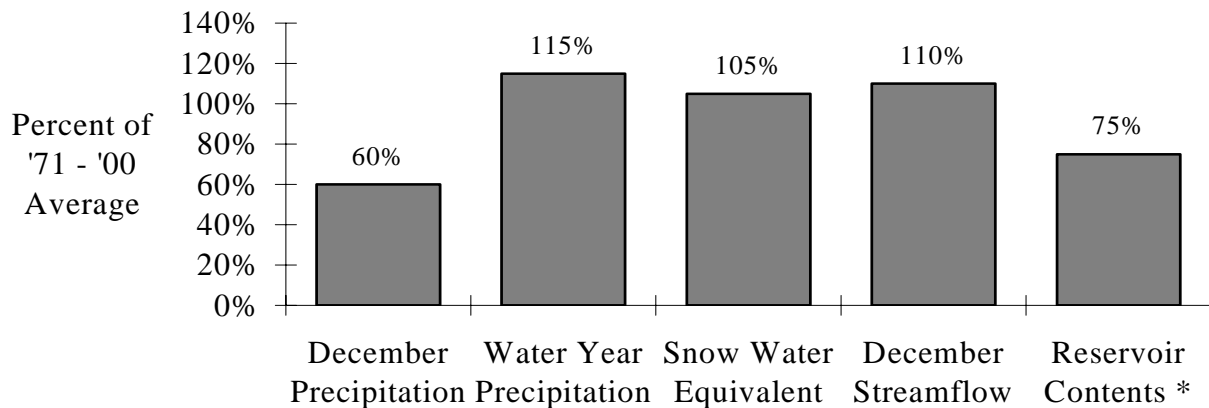 140%
120%
100%
80%
60%
40%
20%
0%
Percent of
'71 - '00
Average
60%
115%
105%
110%
75%
December
Precipitation
Water Year
Precipitation
Snow Water
Equivalent
December
Streamflow
Reservoir
Contents *